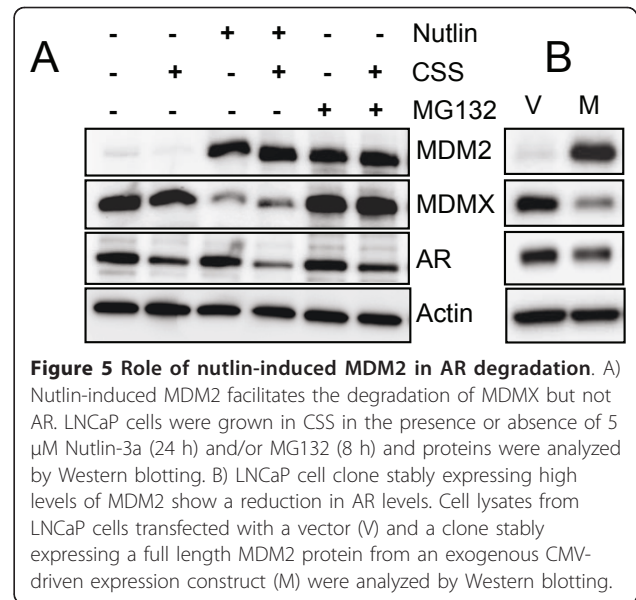 A
- - + + - - Nutlin
- + - + - + CSS
- - - - + + MG132
B
V M
MDM2
MDMX
AR
Actin
Figure 5 Role of nutlin-induced MDM2 in AR degradation. A)
Nutlin-induced MDM2 facilitates the degradation of MDMX but not
AR. LNCaP cells were grown in CSS in the presence or absence of 5
μM Nutlin-3a (24 h) and/or MG132 (8 h) and proteins were analyzed
by Western blotting. B) LNCaP cell clone stably expressing high
levels of MDM2 show a reduction in AR levels. Cell lysates from
LNCaP cells transfected with a vector (V) and a clone stably
expressing a full length MDM2 protein from an exogenous CMV-
driven expression construct (M) were analyzed by Western blotting.